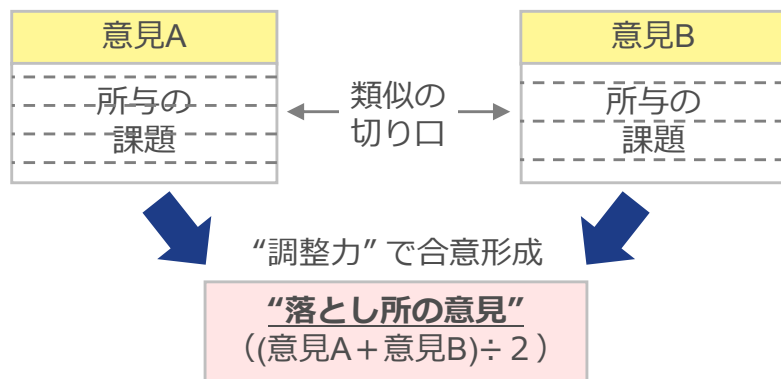 意見A
意見B
所与の
課題
類似の
切り口
所与の
課題
“調整力” で合意形成
“落とし所の意見”
（(意見A＋意見B)÷２）